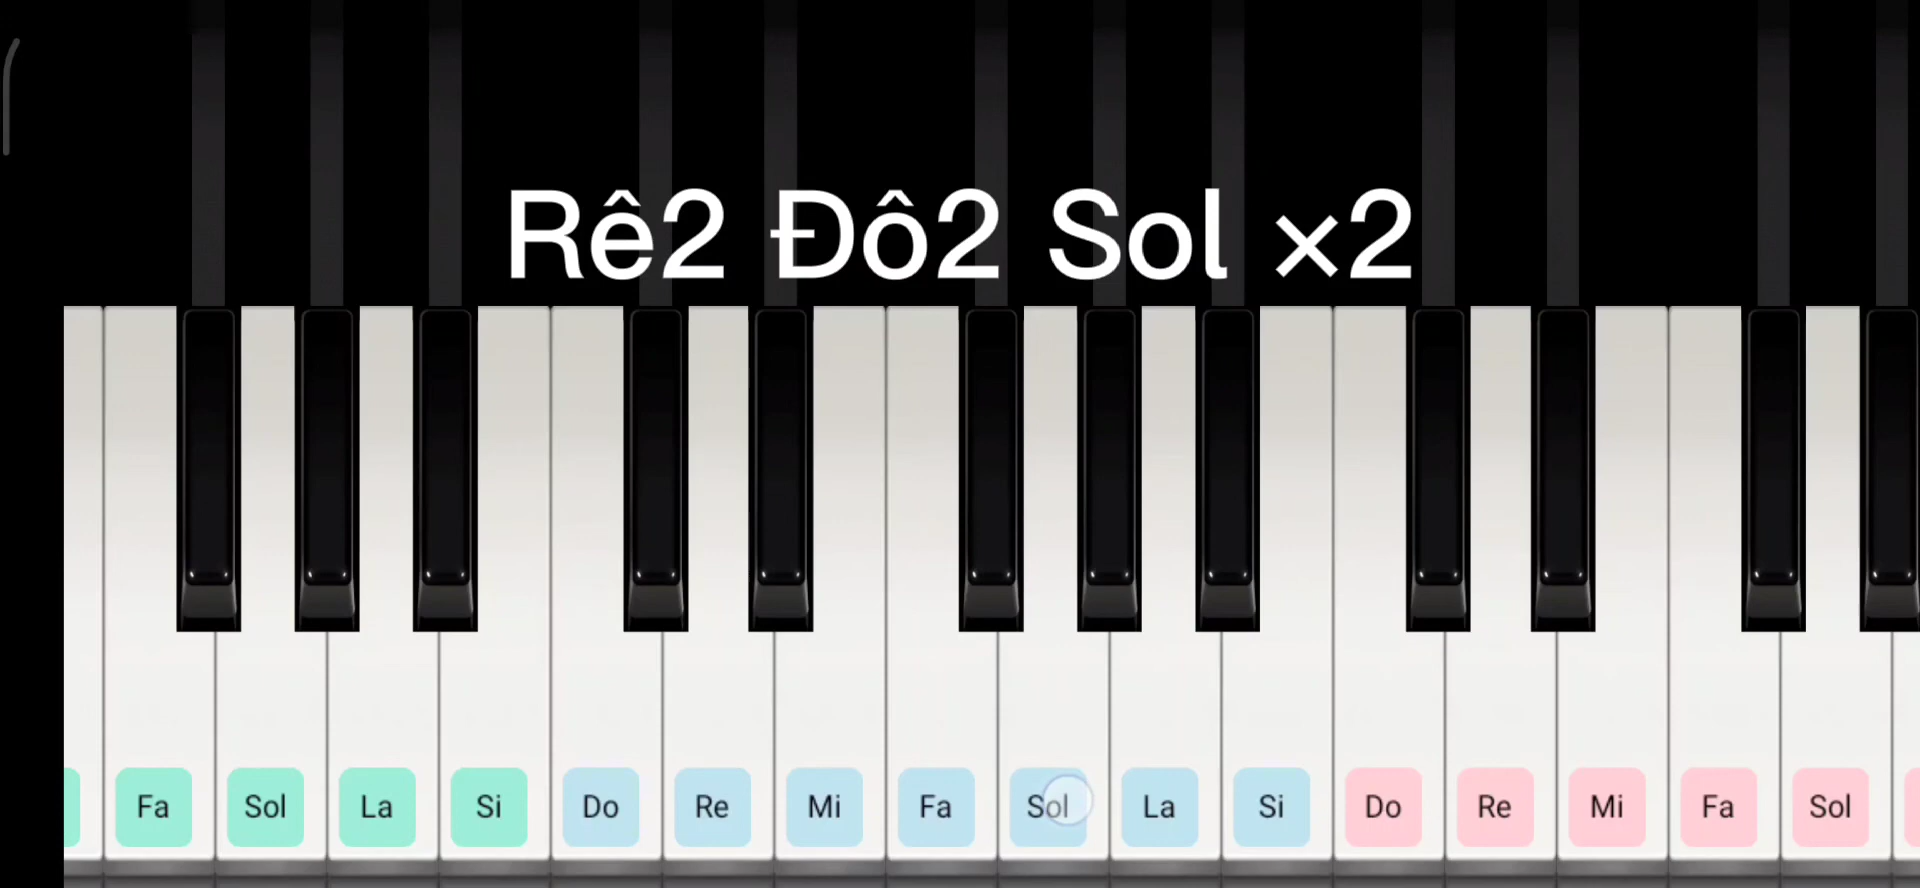 Rê2 Đô2 Sol ×2
Fa Sol La Si Do Re Mi Fa Sol La Si Do Re Mi Fa Sol